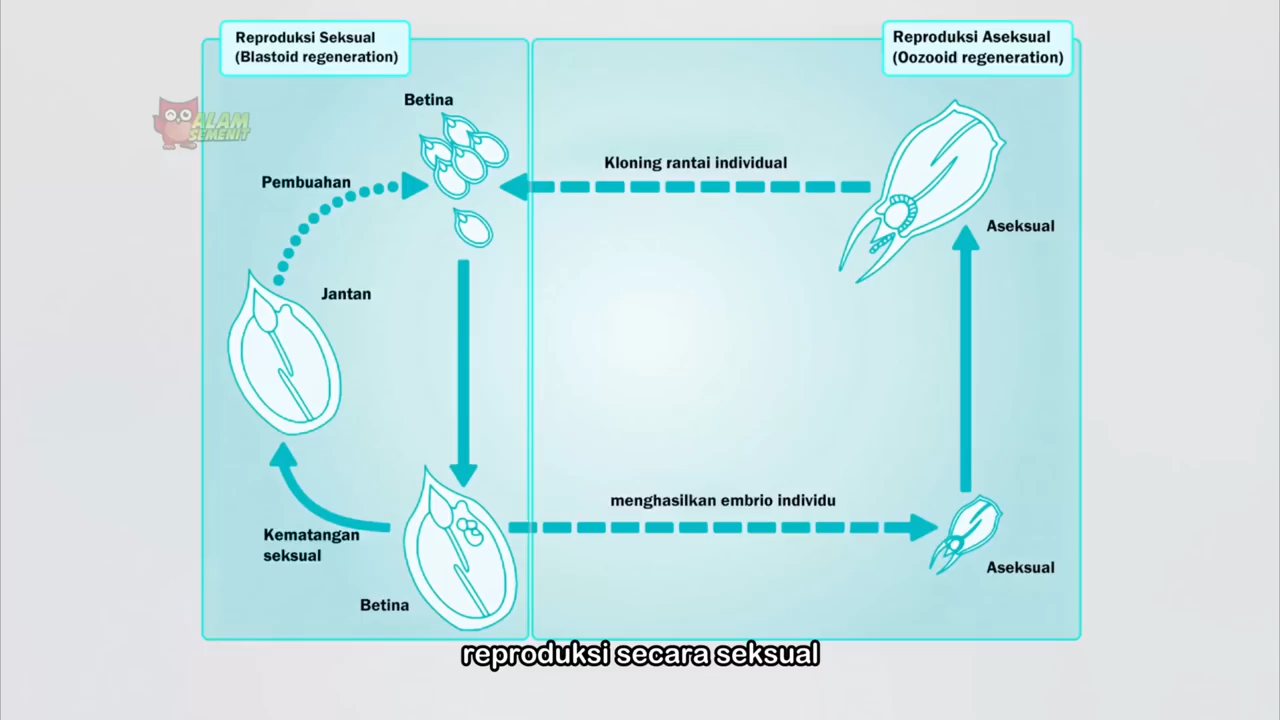 Reproduksi Seksual
(Blastoid regeneration)
Reproduksi Aseksual
(Oozooid regeneration)
Betina
ALAM
SEMENIT
Pembuahan
Kloning rantai individual
Aseksual
Jantan
menghasilkan embrio individu
Kematangan
seksual
Aseksual
Betina
reproduksi secara seksual